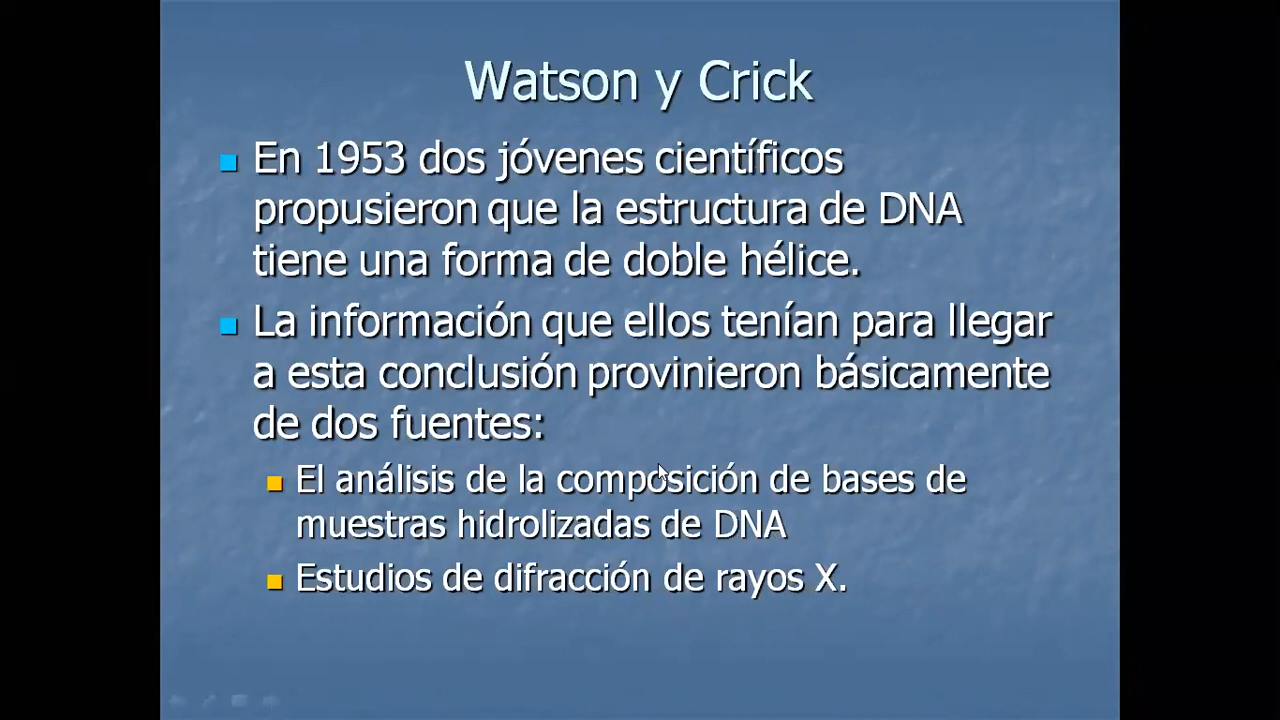 Watson y Crick
En 1953 dos jóvenes científicos
propusieron que la estructura de DNA
tiene una forma de doble hélice.
La información que ellos tenían para llegar
a esta conclusión provinieron básicamente
de dos fuentes:
El análisis de la composición de bases de
muestras hidrolizadas de DNA
Estudios de difracción de rayos X.